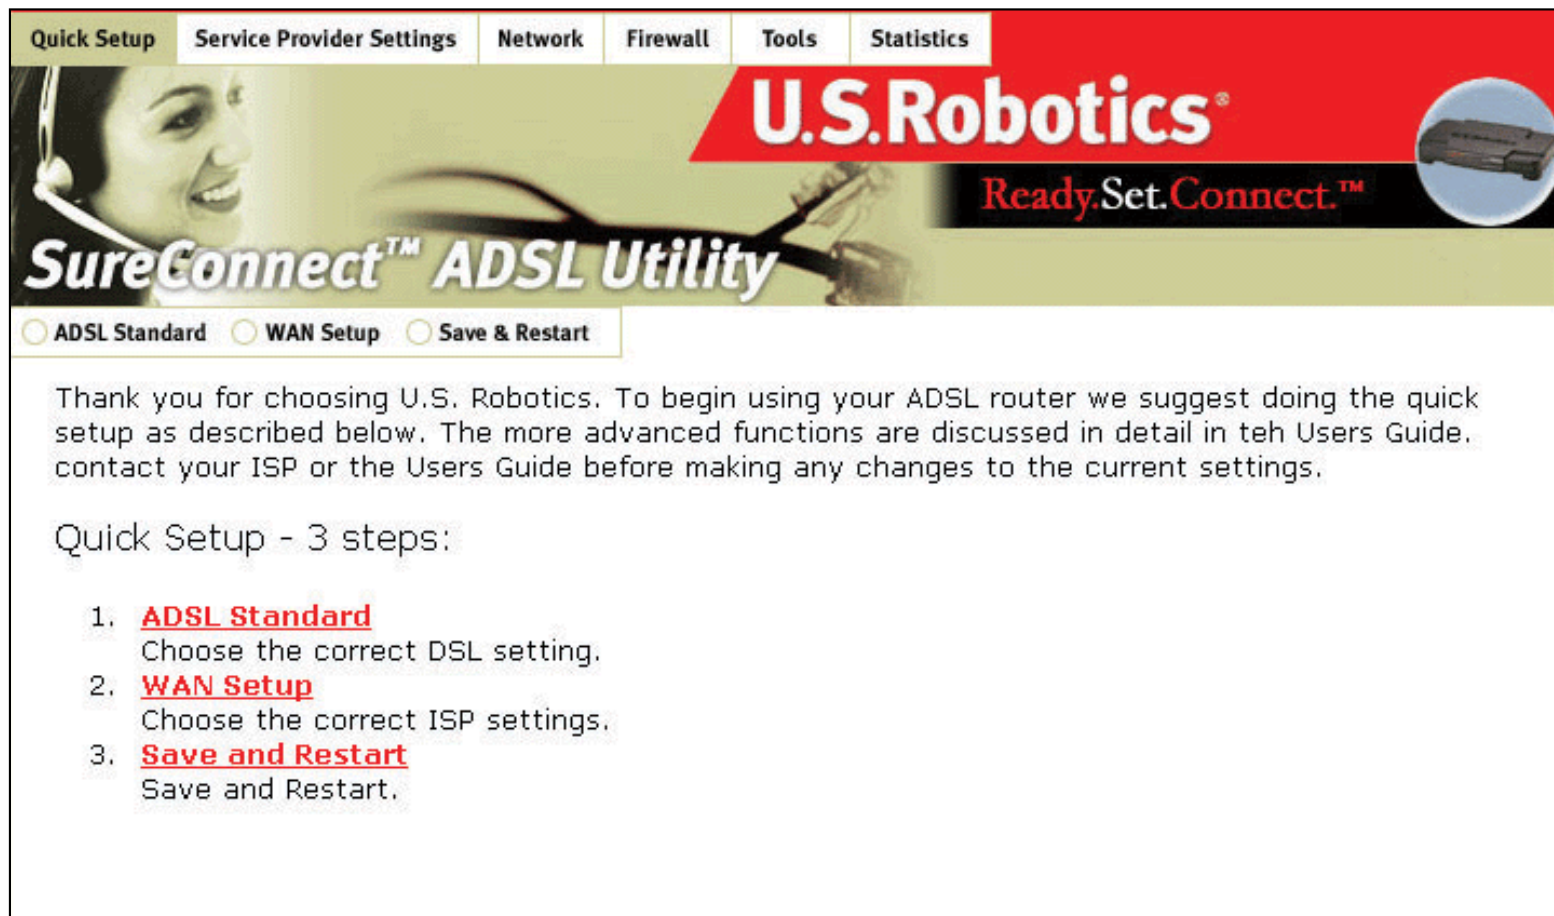 Quick Setup Service Provider Settings Network Firewall Tools Statistics
U.S.Robotics®
Ready.Set.Connect.™
SureConnect™ ADSL Utility
ADSL Standard WAN Setup Save & Restart
Thank you for choosing U.S. Robotics. To begin using your ADSL router we suggest doing the quick
setup as described below. The more advanced functions are discussed in detail in teh Users Guide.
contact your ISP or the Users Guide before making any changes to the current settings.
Quick Setup - 3 steps:
1. ADSL Standard
Choose the correct DSL setting.
2. WAN Setup
Choose the correct ISP settings.
3. Save and Restart
Save and Restart.